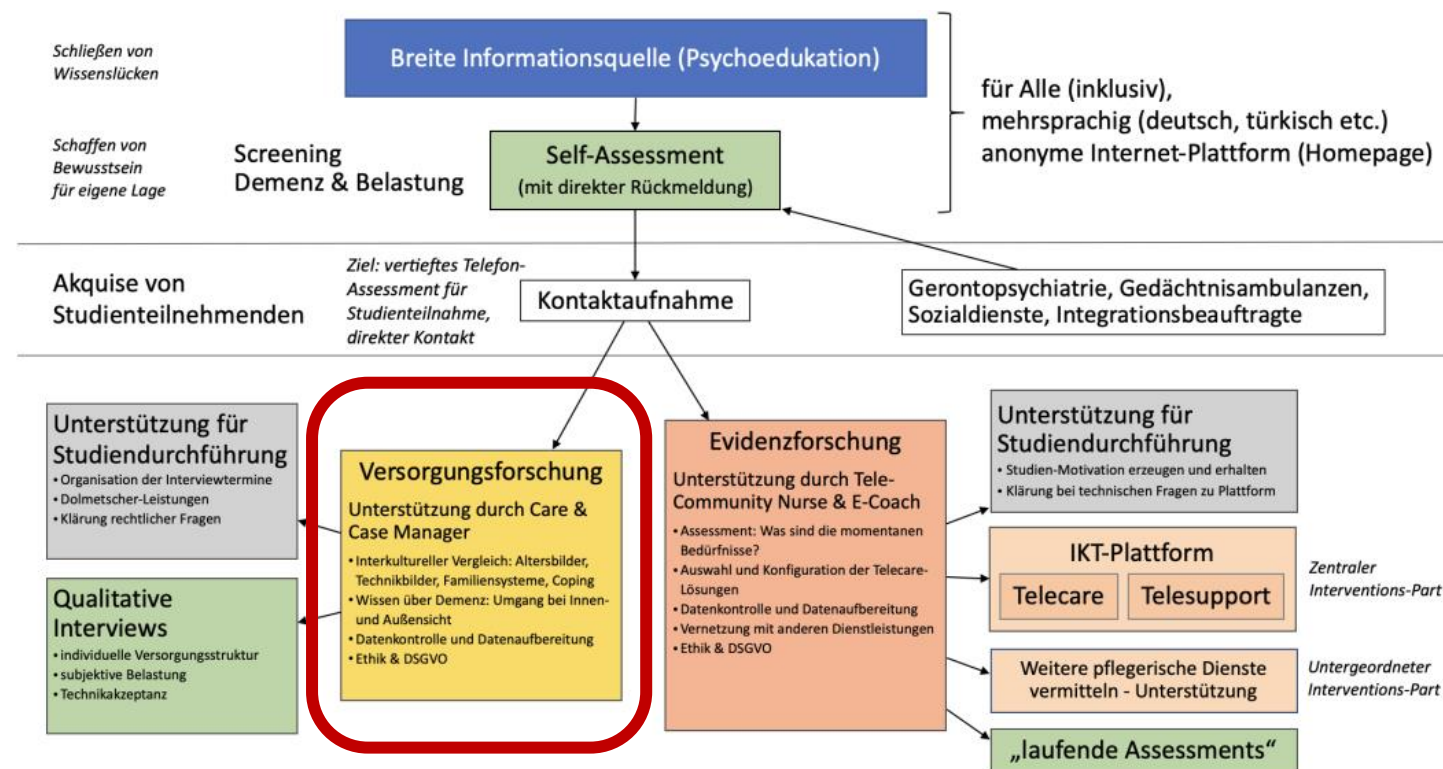 Schließen von
Wissenslücken
Breite Informationsquelle (Psychoedukation)
für Alle (inklusiv),
mehrsprachig (deutsch, türkisch etc.)
anonyme Internet-Plattform (Homepage)
Schaffen von
Bewusstsein
für eigene Lage
Screening
Demenz & Belastung
Self-Assessment
(mit direkter Rückmeldung)
Akquise von
Studienteilnehmenden
Ziel: vertieftes Telefon-
Assessment für
Studienteilnahme,
direkter Kontakt
Kontaktaufnahme
Gerontopsychiatrie, Gedächtnisambulanzen,
Sozialdienste, Integrationsbeauftragte
Unterstützung für
Studiendurchführung
• Organisation der Interviewtermine
• Dolmetscher-Leistungen
• Klärung rechtlicher Fragen
Qualitative
Interviews
• individuelle Versorgungsstruktur
• subjektive Belastung
• Technikakzeptanz
Versorgungsforschung
Unterstützung durch Care &
Case Manager
• Interkultureller Vergleich: Altersbilder,
Technikbilder, Familiensysteme, Coping
• Wissen über Demenz: Umgang bei Innen-
und Außensicht
• Datenkontrolle und Datenaufbereitung
• Ethik & DSGVO
Evidenzforschung
Unterstützung durch Tele-
Community Nurse & E-Coach
• Assessment: Was sind die momentanen
Bedürfnisse?
• Auswahl und Konfiguration der Telecare-
Lösungen
• Datenkontrolle und Datenaufbereitung
• Vernetzung mit anderen Dienstleistungen
• Ethik & DSGVO
Unterstützung für
Studiendurchführung
• Studien-Motivation erzeugen und erhalten
• Klärung bei technischen Fragen zu Plattform
IKT-Plattform
Telecare
Telesupport
Zentraler
Interventions-Part
Weitere pflegerische Dienste
vermitteln - Unterstützung
Untergeordneter
Interventions-Part
„laufende Assessments“